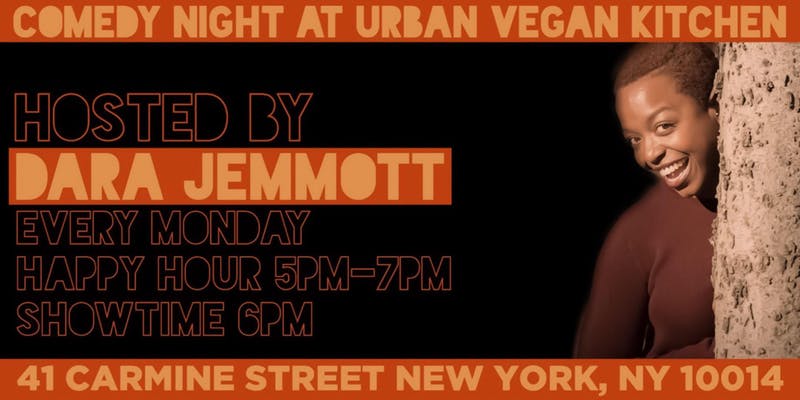 COMEDY NIGHT AT URBAN VEGAN KITCHEN
HOSTED BY
DARA JEMMOTT
EVERY MONDAY
HAPPY HOUR 5PM-7PM
SHOWTIME 6PM
41 CARMINE STREET NEW YORK, NY 10014